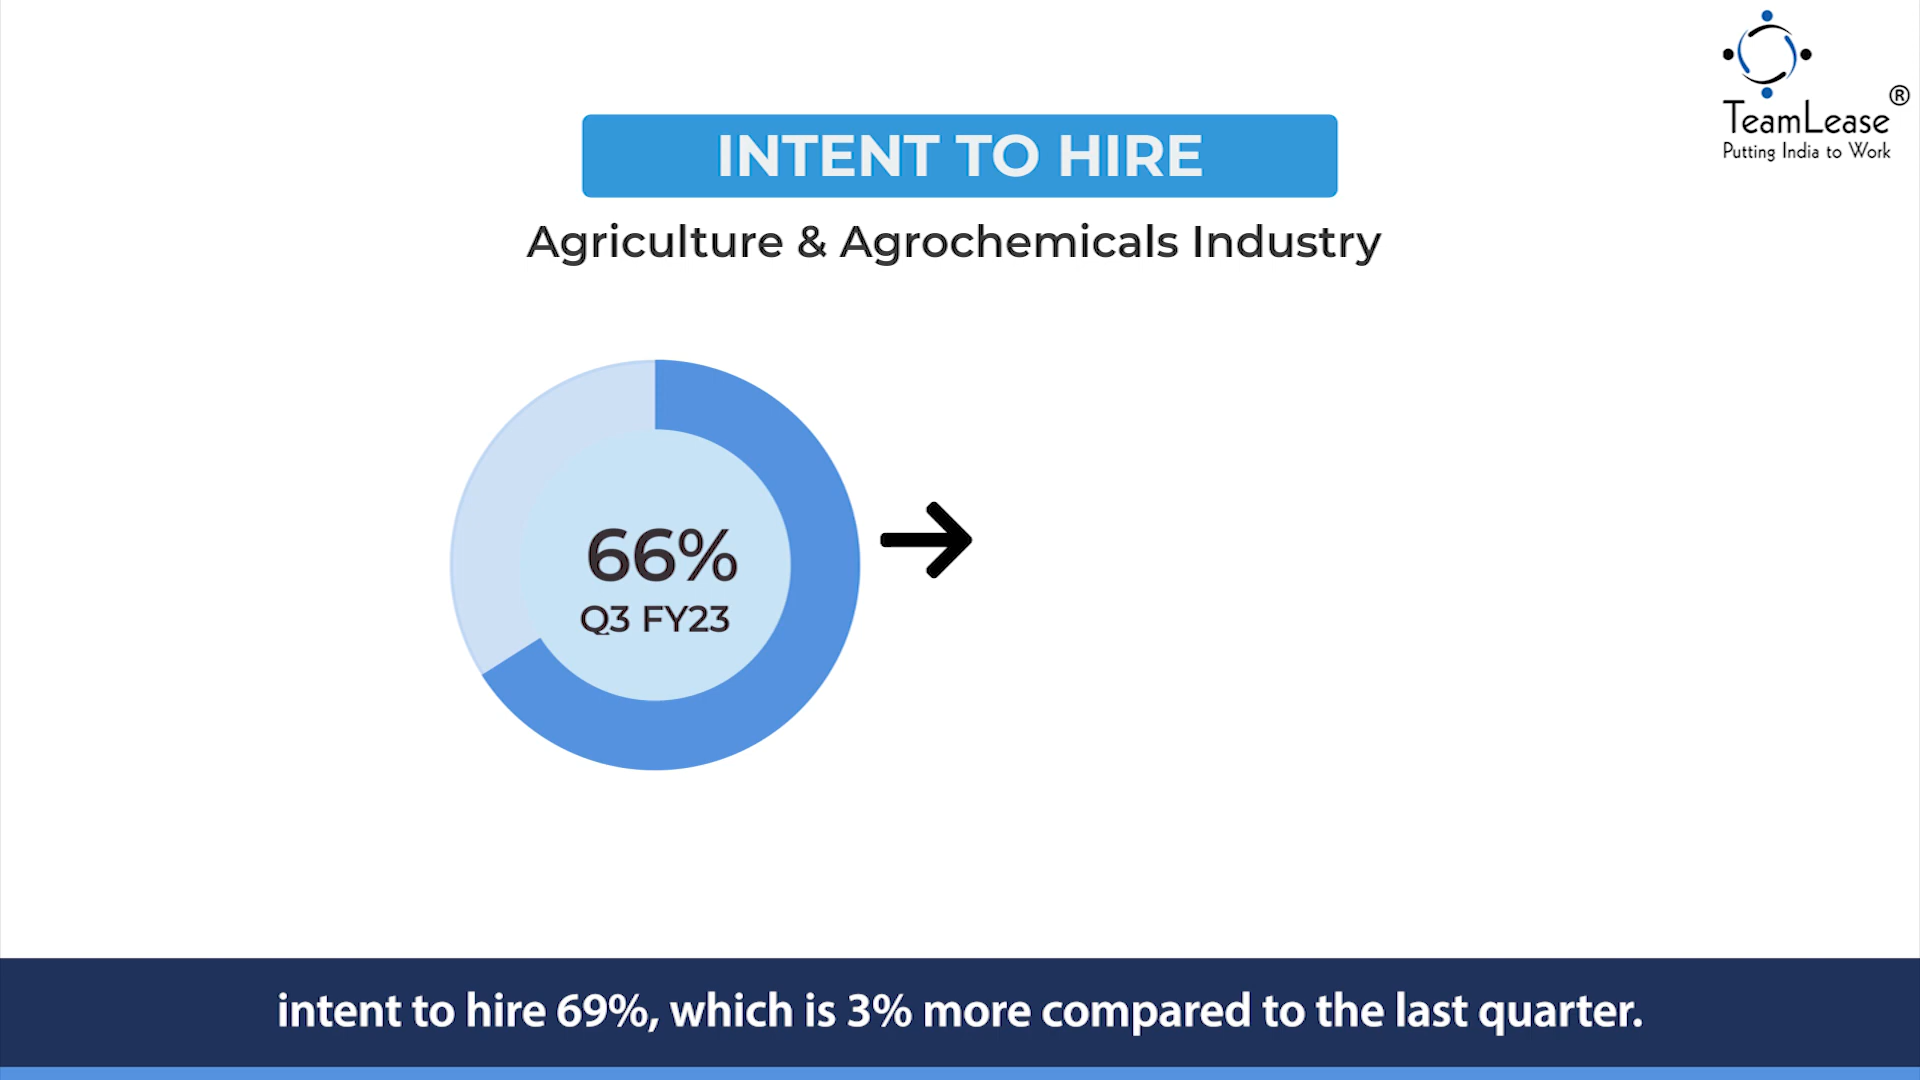 TeamLease®
Putting India to Work
INTENT TO HIRE
Agriculture & Agrochemicals Industry
66%
Q3 FY23
intent to hire 69%, which is 3% more compared to the last quarter.